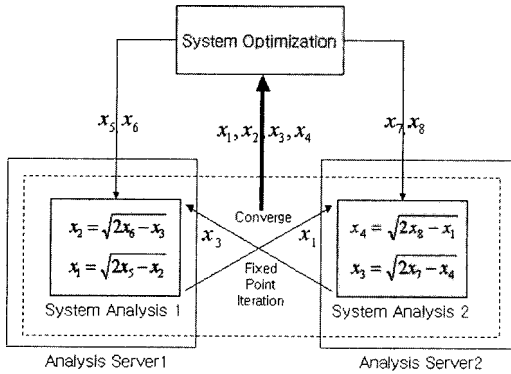 System Optimization
x₅, x₆
x₁, x₂, x₃, x₄
x₇, x₈
x₂ = √(2x₆ − x₃)
x₁ = √(2x₅ − x₂)
System Analysis 1
Converge
x₃
x₁
Fixed
Point
Iteration
x₄ = √(2x₈ − x₁)
x₃ = √(2x₇ − x₄)
System Analysis 2
Analysis Server1
Analysis Server2